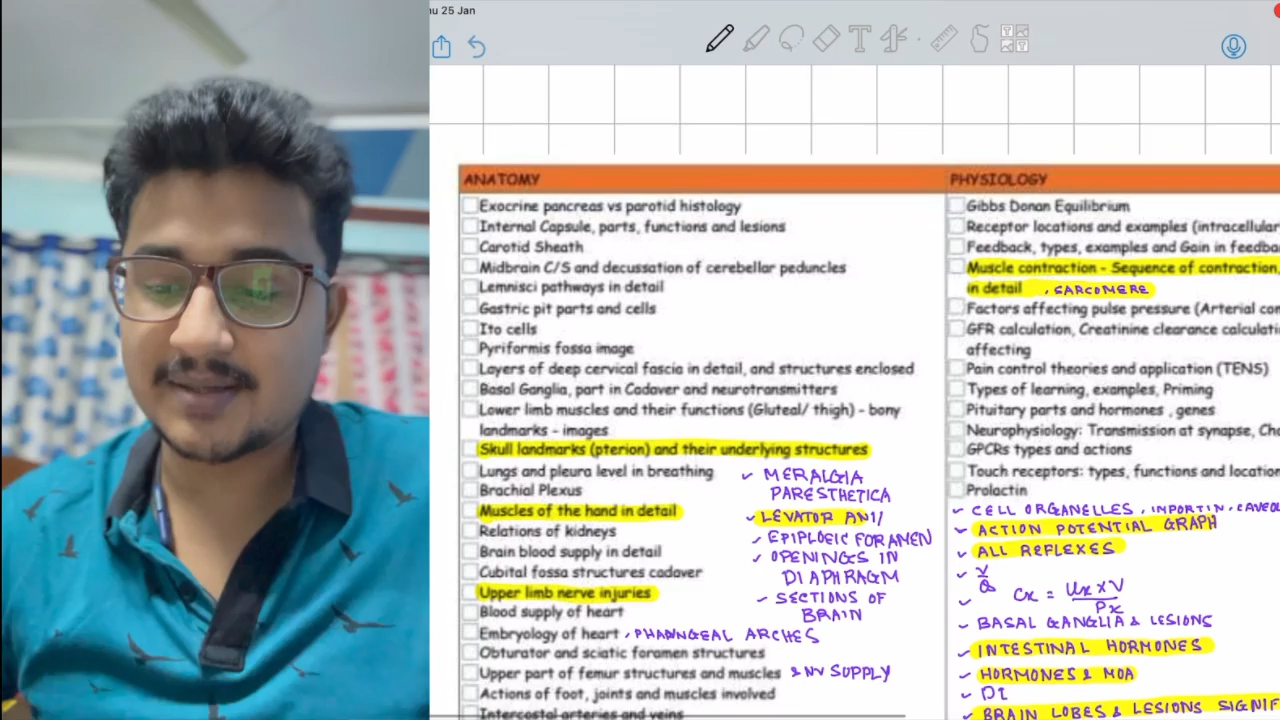 Thu 25 Jan
ANATOMY
Exocrine pancreas vs parotid histology
Internal Capsule, parts, functions and lesions
Carotid Sheath
Midbrain C/S and decussation of cerebellar peduncles
Lemnisci pathways in detail
Gastric pit parts and cells
Ito cells
Pyriformis fossa image
Layers of deep cervical fascia in detail, and structures enclosed
Basal Ganglia, part in Cadaver and neurotransmitters
Lower limb muscles and their functions (Gluteal/ thigh) - bony
landmarks - images
Skull landmarks (pterion) and their underlying structures
Lungs and pleura level in breathing
Brachial Plexus
Muscles of the hand in detail
Relations of kidneys
Brain blood supply in detail
Cubital fossa structures cadaver
Upper limb nerve injuries
Blood supply of heart
Embryology of heart , PHARYNGEAL ARCHES
Obturator and sciatic foramen structures
Upper part of femur structures and muscles & NV SUPPLY
Actions of foot, joints and muscles involved
Intercostal arteries and veins
✓ MERALGIA
PARESTHETICA
✓ LEVATOR ANI
✓ EPIPLOIC FORAMEN
✓ OPENINGS IN
DIAPHRAGM
✓ SECTIONS OF
BRAIN
PHYSIOLOGY
Gibbs Donan Equilibrium
Receptor locations and examples (intracellular
Feedback, types, examples and Gain in feedba
Muscle contraction - Sequence of contraction,
in detail , SARCOMERE
Factors affecting pulse pressure (Arterial co
GFR calculation, Creatinine clearance calculati
affecting
Pain control theories and application (TENS)
Types of learning, examples, Priming
Pituitary parts and hormones , genes
Neurophysiology: Transmission at synapse, Ch
GPCRs types and actions
Touch receptors: types, functions and location
Prolactin
✓ CELL ORGANELLES, IMPORTIN, CAVEO
✓ ACTION POTENTIAL GRAPH
✓ ALL REFLEXES
✓ V/Q
✓ Cx = Ux x V / Px
✓ BASAL GANGLIA & LESIONS
✓ INTESTINAL HORMONES
✓ HORMONES & MOA
✓ DI
✓ BRAIN LOBES & LESIONS SIGNIF